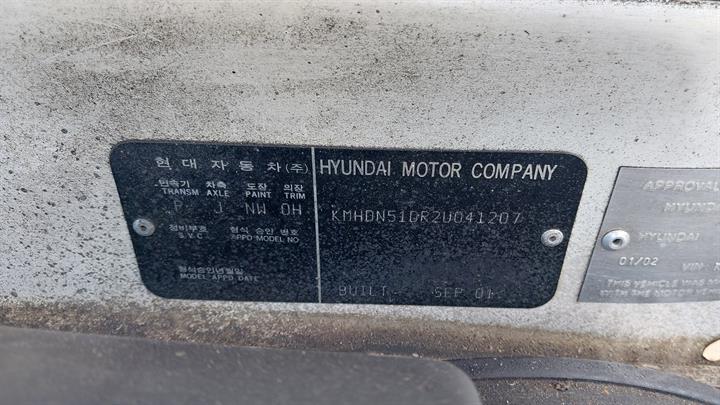 현 대 자 동 차 (주)
변속기 차축 도장 의장
TRANSM AXLE PAINT TRIM
P J NW OH
정비부호 형식 승인 번호
S.V.C APPD MODEL NO
형식승인년월일
MODEL APPD DATE
HYUNDAI MOTOR COMPANY
KMHDN51DR2U041207
BUILT- SEP 01
APPROVAL
HYUNDAI
HYUNDAI
01/02 VIN
THIS VEHICLE WAS
WITH THE MOTOR